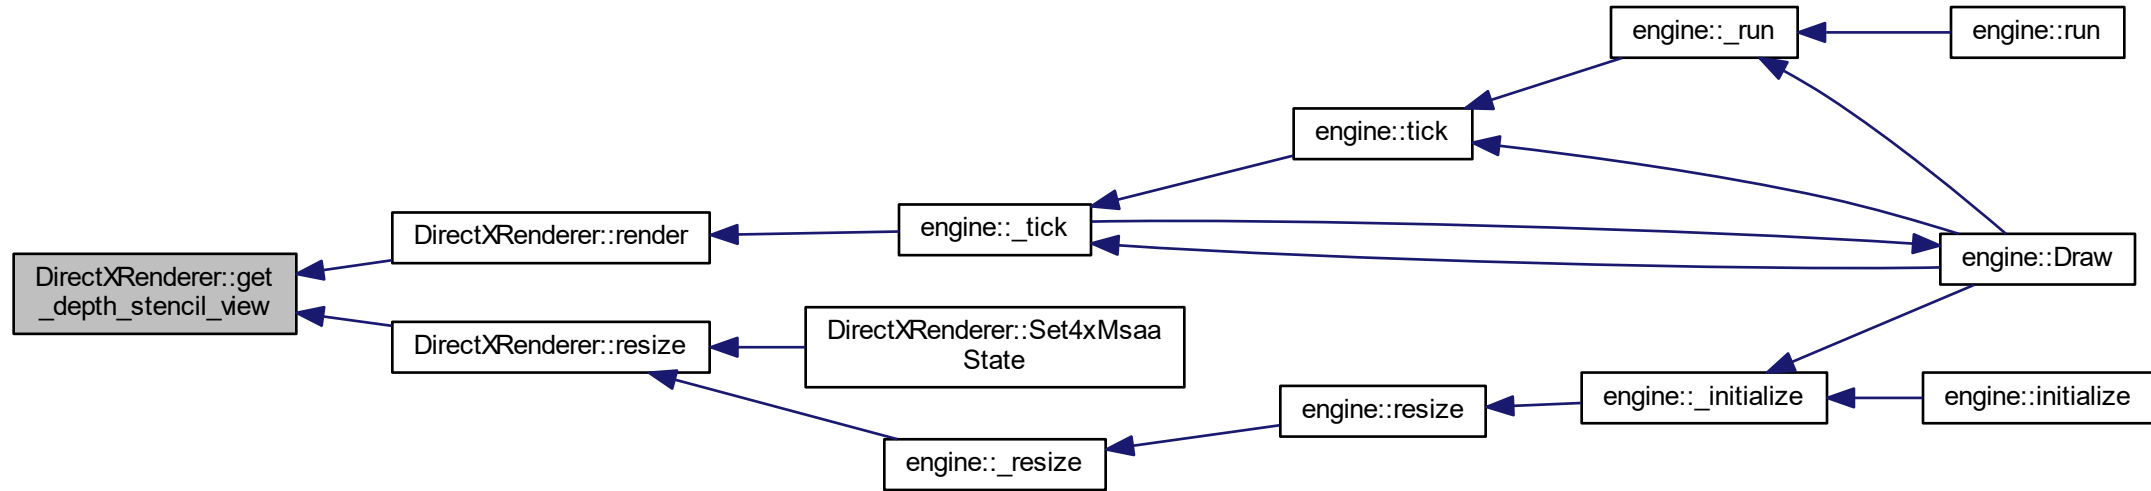 engine::_run
engine::run
engine::tick
DirectXRenderer::render
engine::_tick
engine::Draw
DirectXRenderer::get
_depth_stencil_view
DirectXRenderer::resize
DirectXRenderer::Set4xMsaa
State
engine::resize
engine::_initialize
engine::initialize
engine::_resize